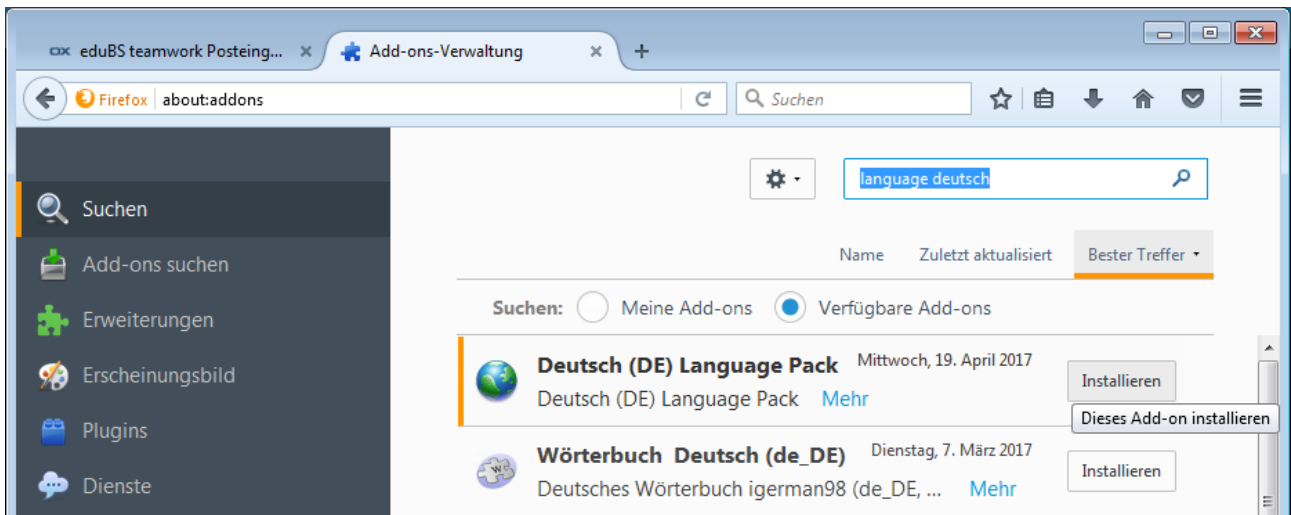 ox eduBS teamwork Posteing... Add-ons-Verwaltung
Firefox about:addons Suchen
language deutsch
Suchen
Add-ons suchen
Erweiterungen
Erscheinungsbild
Plugins
Dienste
Name Zuletzt aktualisiert Bester Treffer
Suchen: Meine Add-ons Verfügbare Add-ons
Deutsch (DE) Language Pack Mittwoch, 19. April 2017
Deutsch (DE) Language Pack Mehr
Installieren
Dieses Add-on installieren
Wörterbuch Deutsch (de_DE) Dienstag, 7. März 2017
Deutsches Wörterbuch igerman98 (de_DE, ... Mehr
Installieren